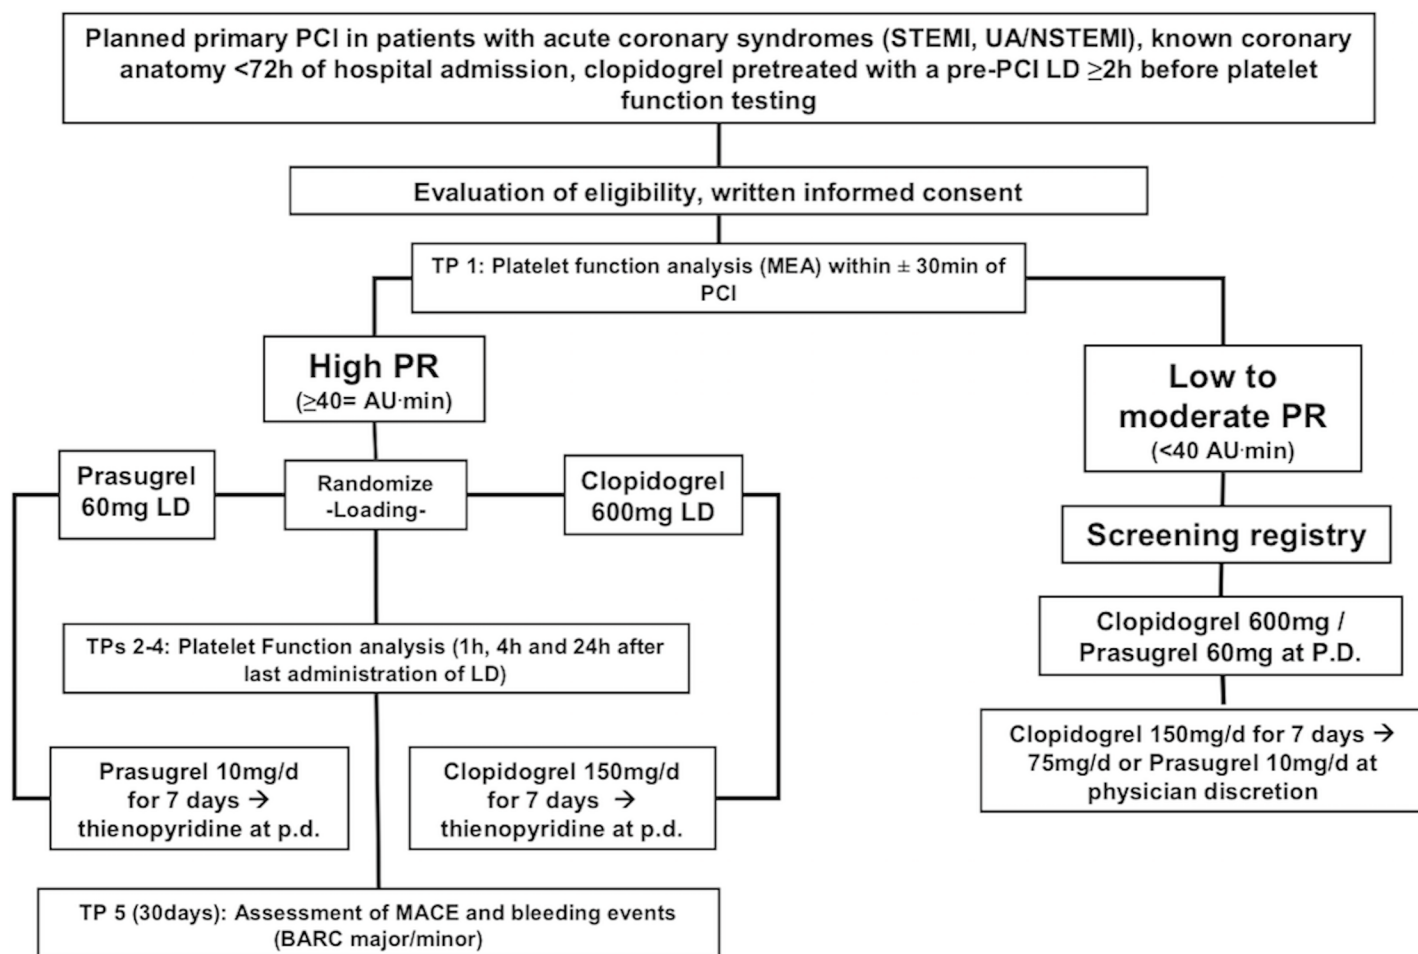 Planned primary PCI in patients with acute coronary syndromes (STEMI, UA/NSTEMI), known coronary
anatomy <72h of hospital admission, clopidogrel pretreated with a pre-PCI LD ≥2h before platelet
function testing
Evaluation of eligibility, written informed consent
TP 1: Platelet function analysis (MEA) within ± 30min of
PCI
High PR
(≥40= AU·min)
Low to
moderate PR
(<40 AU·min)
Prasugrel
60mg LD
Randomize
-Loading-
Clopidogrel
600mg LD
Screening registry
Clopidogrel 600mg /
Prasugrel 60mg at P.D.
TPs 2-4: Platelet Function analysis (1h, 4h and 24h after
last administration of LD)
Clopidogrel 150mg/d for 7 days →
75mg/d or Prasugrel 10mg/d at
physician discretion
Prasugrel 10mg/d
for 7 days →
thienopyridine at p.d.
Clopidogrel 150mg/d
for 7 days →
thienopyridine at p.d.
TP 5 (30days): Assessment of MACE and bleeding events
(BARC major/minor)